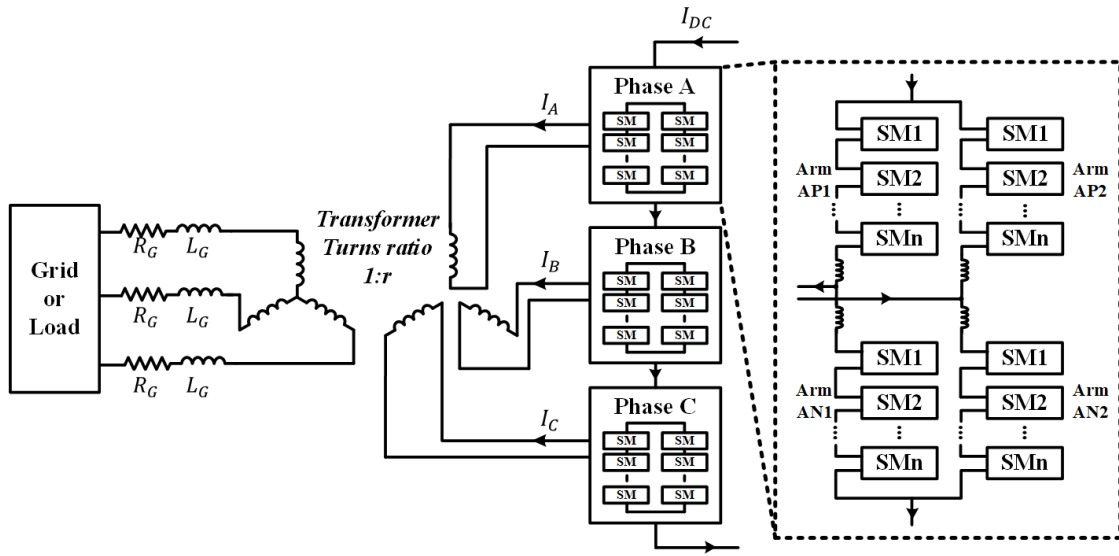 I_DC
Phase A
SM SM
SM SM
SM SM
I_A
Transformer
Turns ratio
1:r
Grid
or
Load
R_G L_G
R_G L_G
R_G L_G
I_B
Phase B
SM SM
SM SM
SM SM
I_C
Phase C
SM SM
SM SM
SM SM
SM1 SM1
Arm
AP1
SM2 SM2
Arm
AP2
SMn SMn
SM1 SM1
Arm
AN1
SM2 SM2
Arm
AN2
SMn SMn